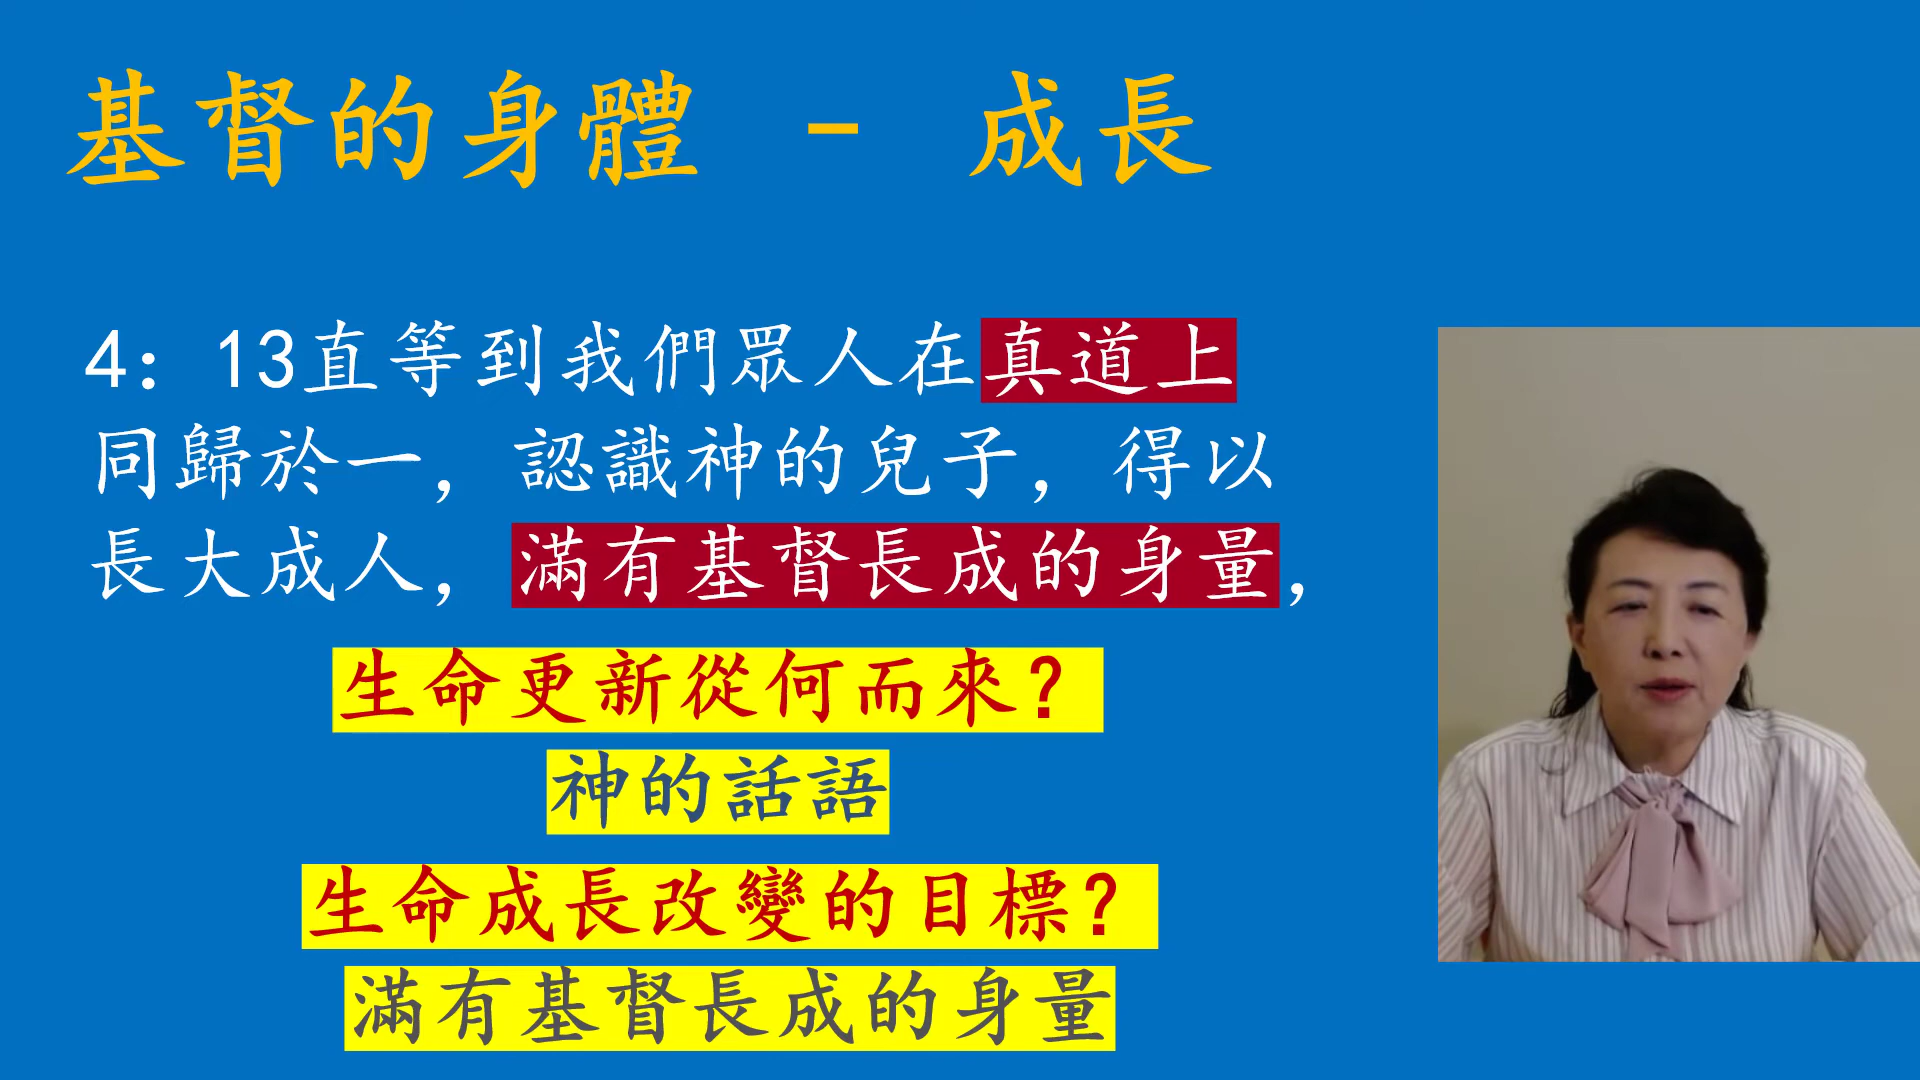 基督的身體 - 成長
4：13直等到我們眾人在真道上
同歸於一，認識神的兒子，得以
長大成人，滿有基督長成的身量，
生命更新從何而來？
神的話語
生命成長改變的目標？
滿有基督長成的身量